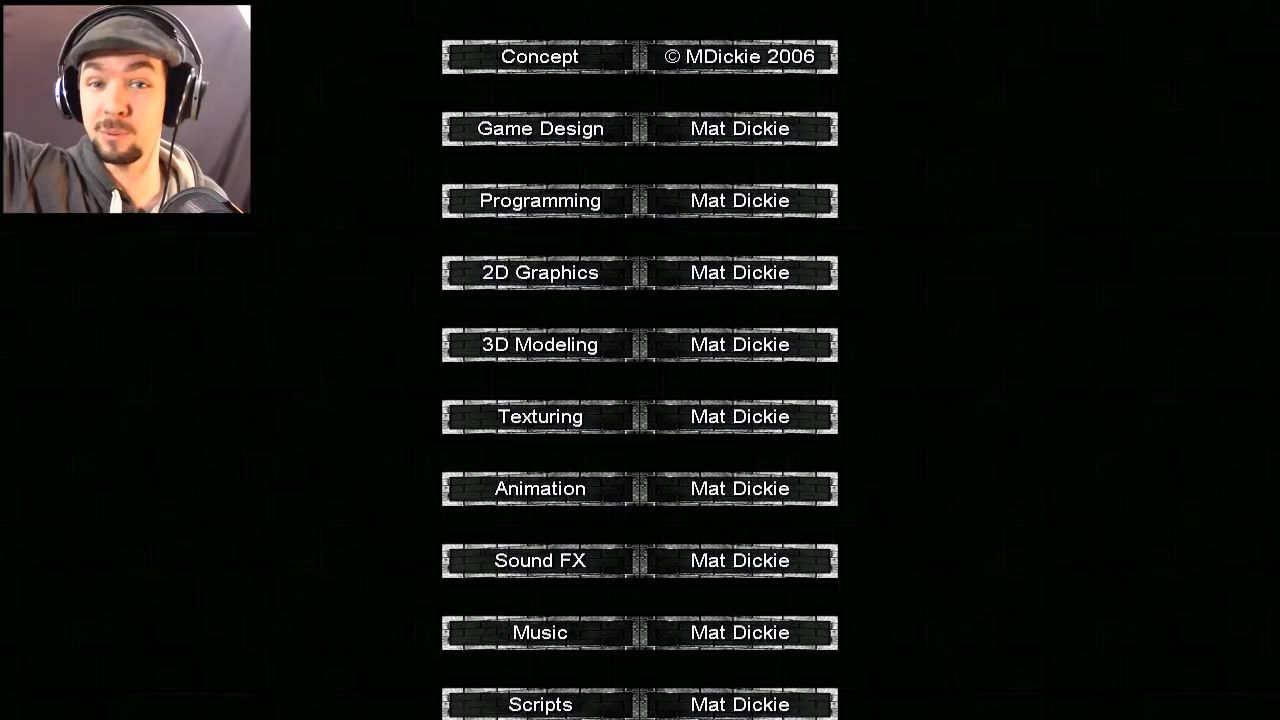 Concept © MDickie 2006
Game Design Mat Dickie
Programming Mat Dickie
2D Graphics Mat Dickie
3D Modeling Mat Dickie
Texturing Mat Dickie
Animation Mat Dickie
Sound FX Mat Dickie
Music Mat Dickie
Scripts Mat Dickie